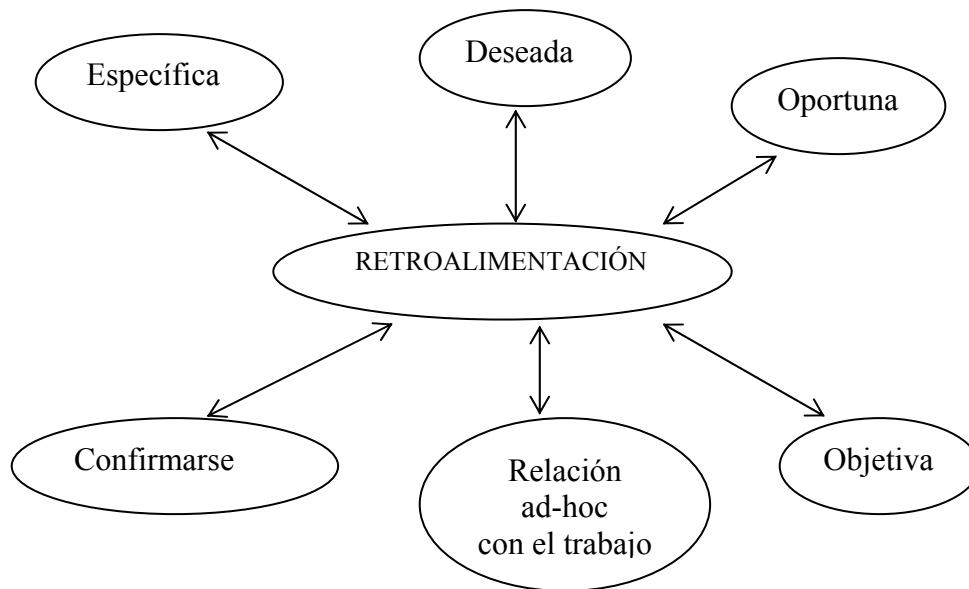 Específica
Deseada
Oportuna
RETROALIMENTACIÓN
Confirmarse
Relación
ad-hoc
con el trabajo
Objetiva